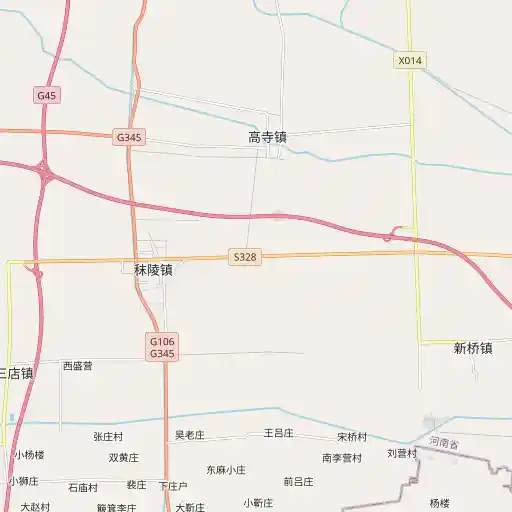 X014
G45
G345
高寺镇
S328
秣陵镇
G106
G345
新桥镇
西盛营
三店镇
张庄村
吴老庄
王吕庄
宋桥村
河南省
小杨楼
双黄庄
南李营村
刘营村
东麻小庄
小狮庄
石庙村
裴庄
下庄户
前吕庄
大赵村
簸箕李庄
大靳庄
小靳庄
杨楼